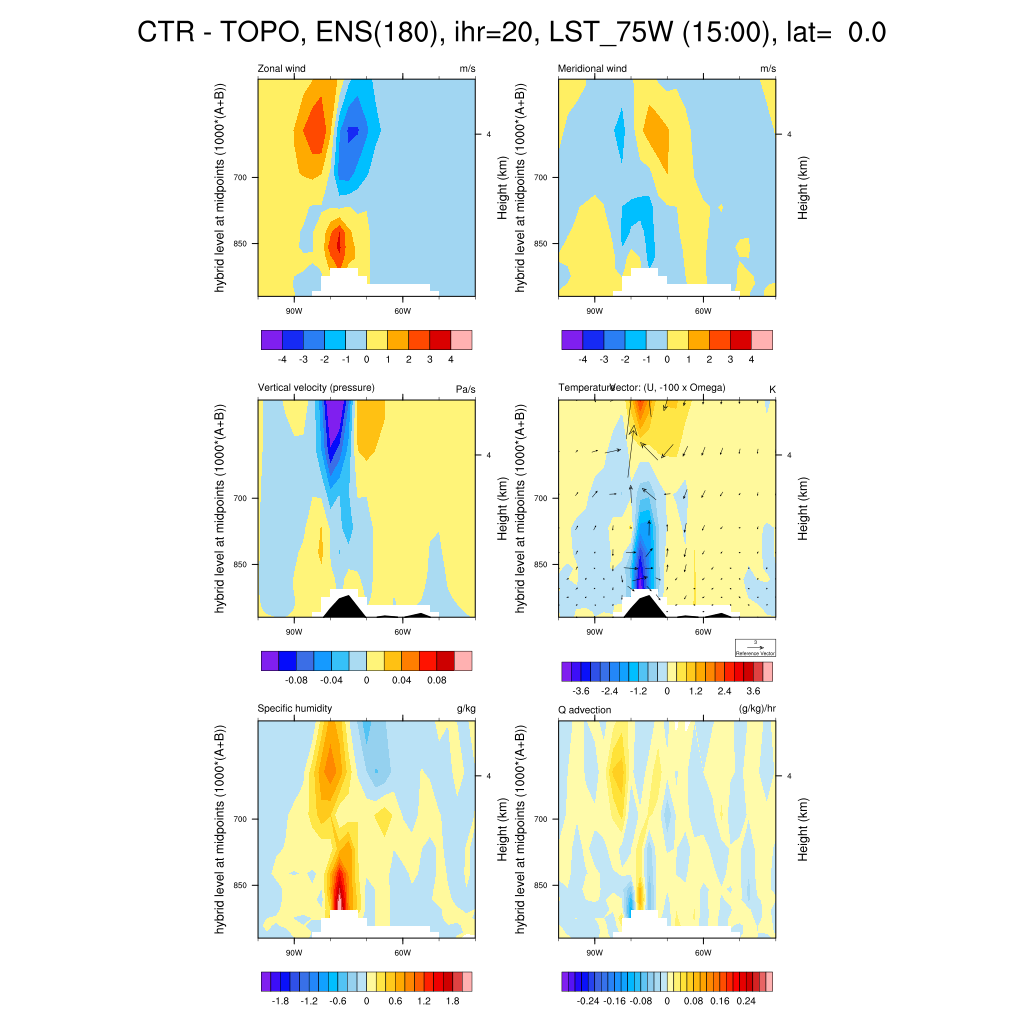 CTR - TOPO, ENS(180), ihr=20, LST_75W (15:00), lat=  0.0
Zonal wind m/s
hybrid level at midpoints (1000*(A+B))
700
850
4
Height (km)
90W 60W
-4 -3 -2 -1 0 1 2 3 4
Meridional wind m/s
hybrid level at midpoints (1000*(A+B))
700
850
4
Height (km)
90W 60W
-4 -3 -2 -1 0 1 2 3 4
Vertical velocity (pressure) Pa/s
hybrid level at midpoints (1000*(A+B))
700
850
4
Height (km)
90W 60W
-0.08 -0.04 0 0.04 0.08
Temperature Vector: (U, -100 x Omega) K
hybrid level at midpoints (1000*(A+B))
700
850
4
Height (km)
90W 60W
3
Reference Vector
-3.6 -2.4 -1.2 0 1.2 2.4 3.6
Specific humidity g/kg
hybrid level at midpoints (1000*(A+B))
700
850
4
Height (km)
90W 60W
-1.8 -1.2 -0.6 0 0.6 1.2 1.8
Q advection (g/kg)/hr
hybrid level at midpoints (1000*(A+B))
700
850
4
Height (km)
90W 60W
-0.24 -0.16 -0.08 0 0.08 0.16 0.24